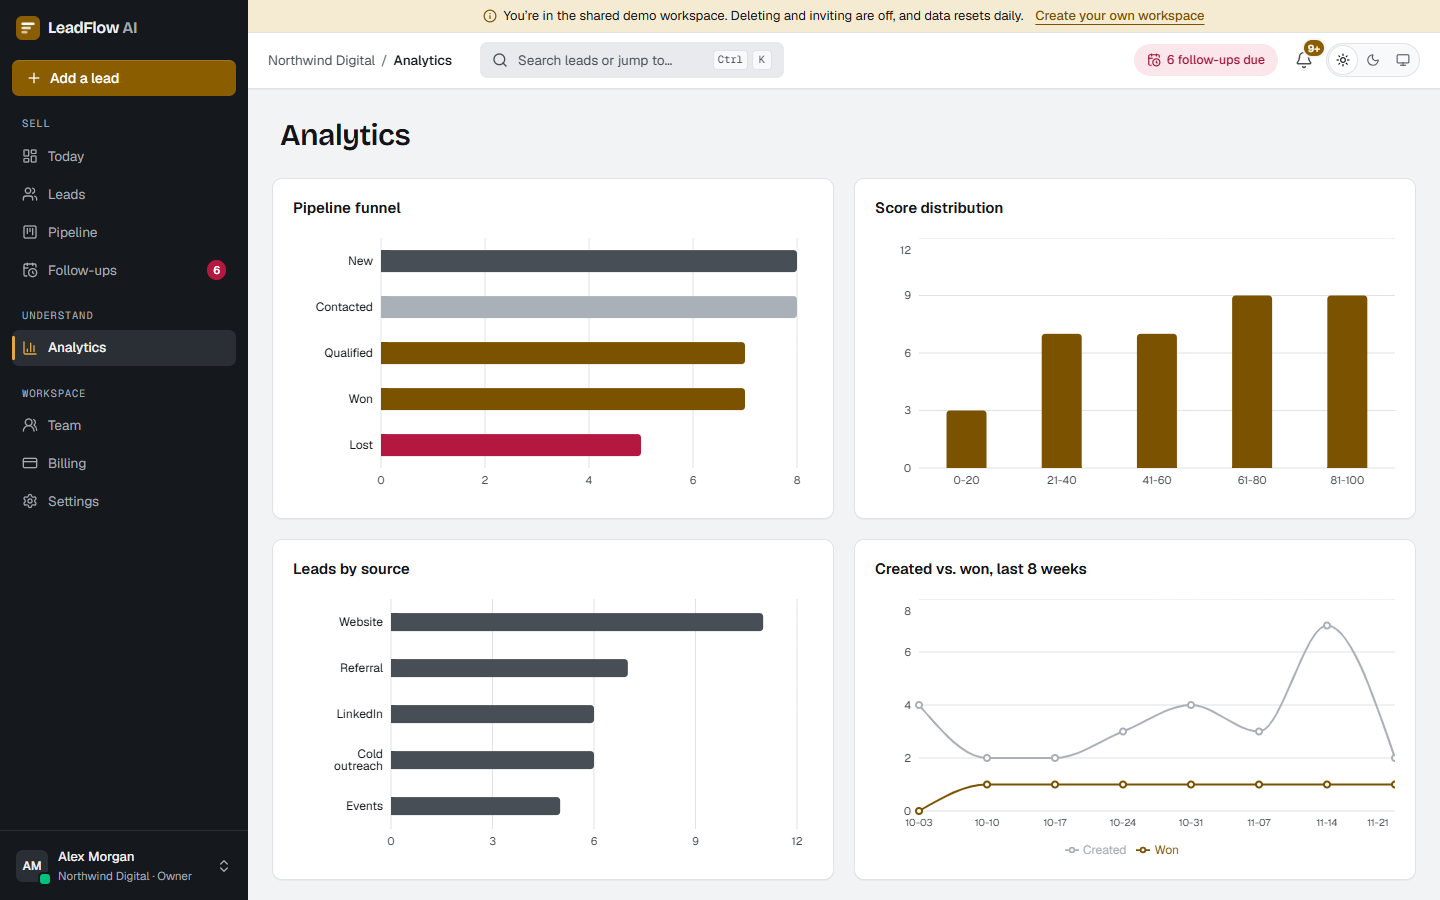 LeadFlow AI
Add a lead
SELL
Today
Leads
Pipeline
Follow-ups
6
UNDERSTAND
Analytics
WORKSPACE
Team
Billing
Settings
AM
Alex Morgan
Northwind Digital · Owner
You're in the shared demo workspace. Deleting and inviting are off, and data resets daily. Create your own workspace
Northwind Digital / Analytics
Search leads or jump to...
Ctrl K
6 follow-ups due
9+
Analytics
Pipeline funnel
New
Contacted
Qualified
Won
Lost
0 2 4 6 8
Score distribution
12
9
6
3
0
0-20 21-40 41-60 61-80 81-100
Leads by source
Website
Referral
LinkedIn
Cold
outreach
Events
0 3 6 9 12
Created vs. won, last 8 weeks
8
6
4
2
0
10-03 10-10 10-17 10-24 10-31 11-07 11-14 11-21
Created Won